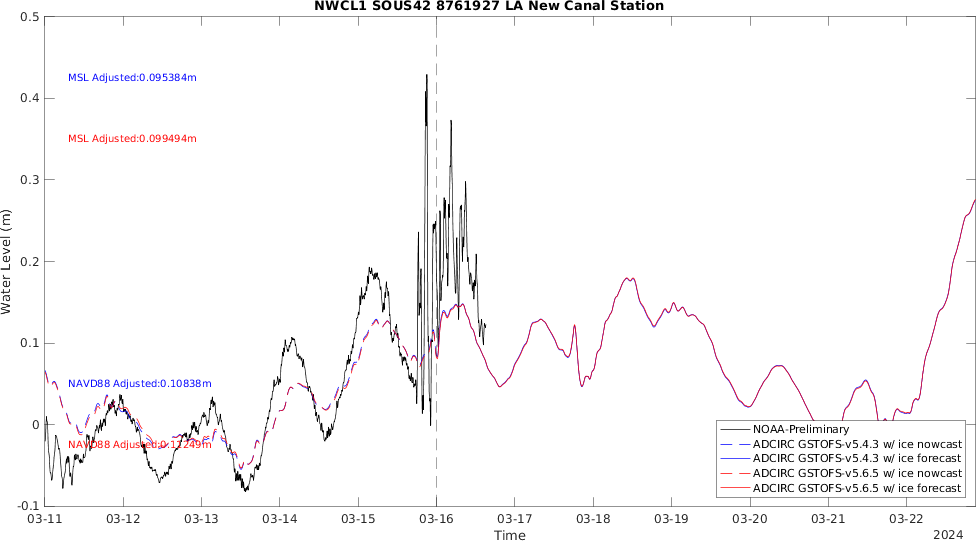 NWCL1 SOUS42 8761927 LA New Canal Station
0.5
0.4
0.3
0.2
0.1
0
-0.1
Water Level (m)
MSL Adjusted:0.095384m
MSL Adjusted:0.099494m
NAVD88 Adjusted:0.10838m
NAVD88 Adjusted:0.11249m
NOAA-Preliminary
ADCIRC GSTOFS-v5.4.3 w/ ice nowcast
ADCIRC GSTOFS-v5.4.3 w/ ice forecast
ADCIRC GSTOFS-v5.6.5 w/ ice nowcast
ADCIRC GSTOFS-v5.6.5 w/ ice forecast
03-11 03-12 03-13 03-14 03-15 03-16 03-17 03-18 03-19 03-20 03-21 03-22
Time
2024